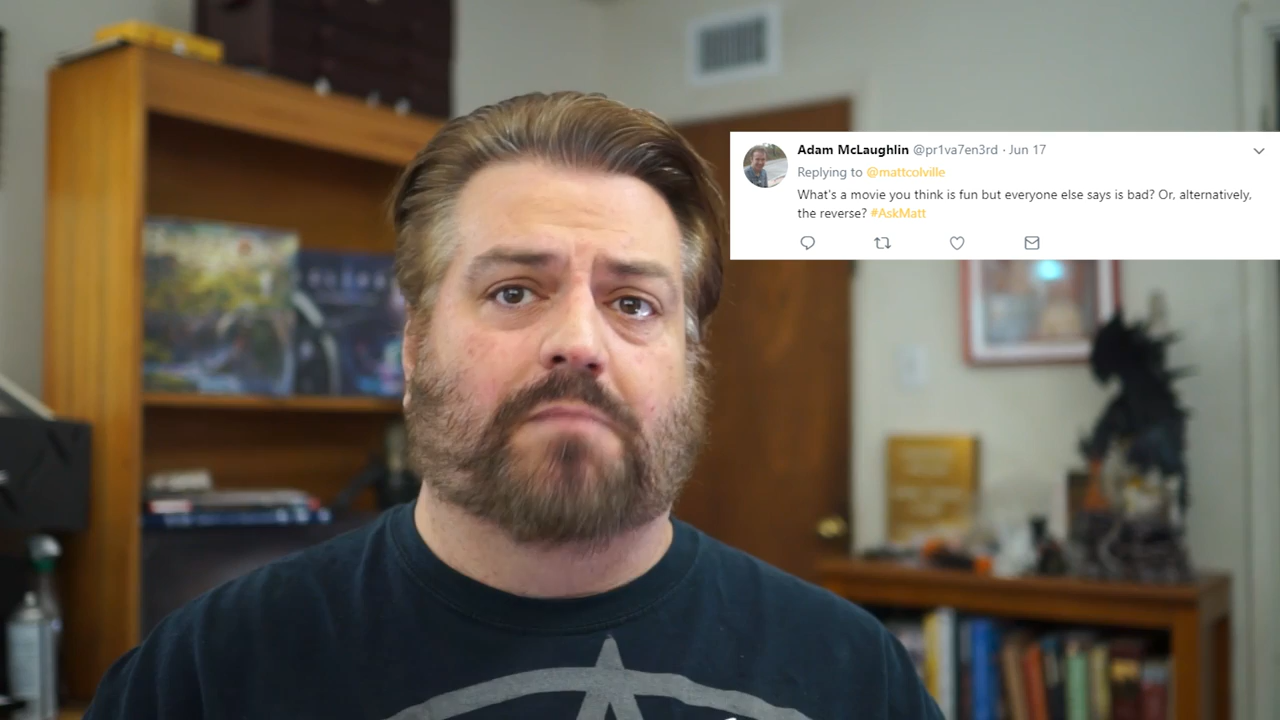 Adam McLaughlin @pr1va7en3rd · Jun 17
Replying to @mattcolville
What's a movie you think is fun but everyone else says is bad? Or, alternatively,
the reverse? #AskMatt